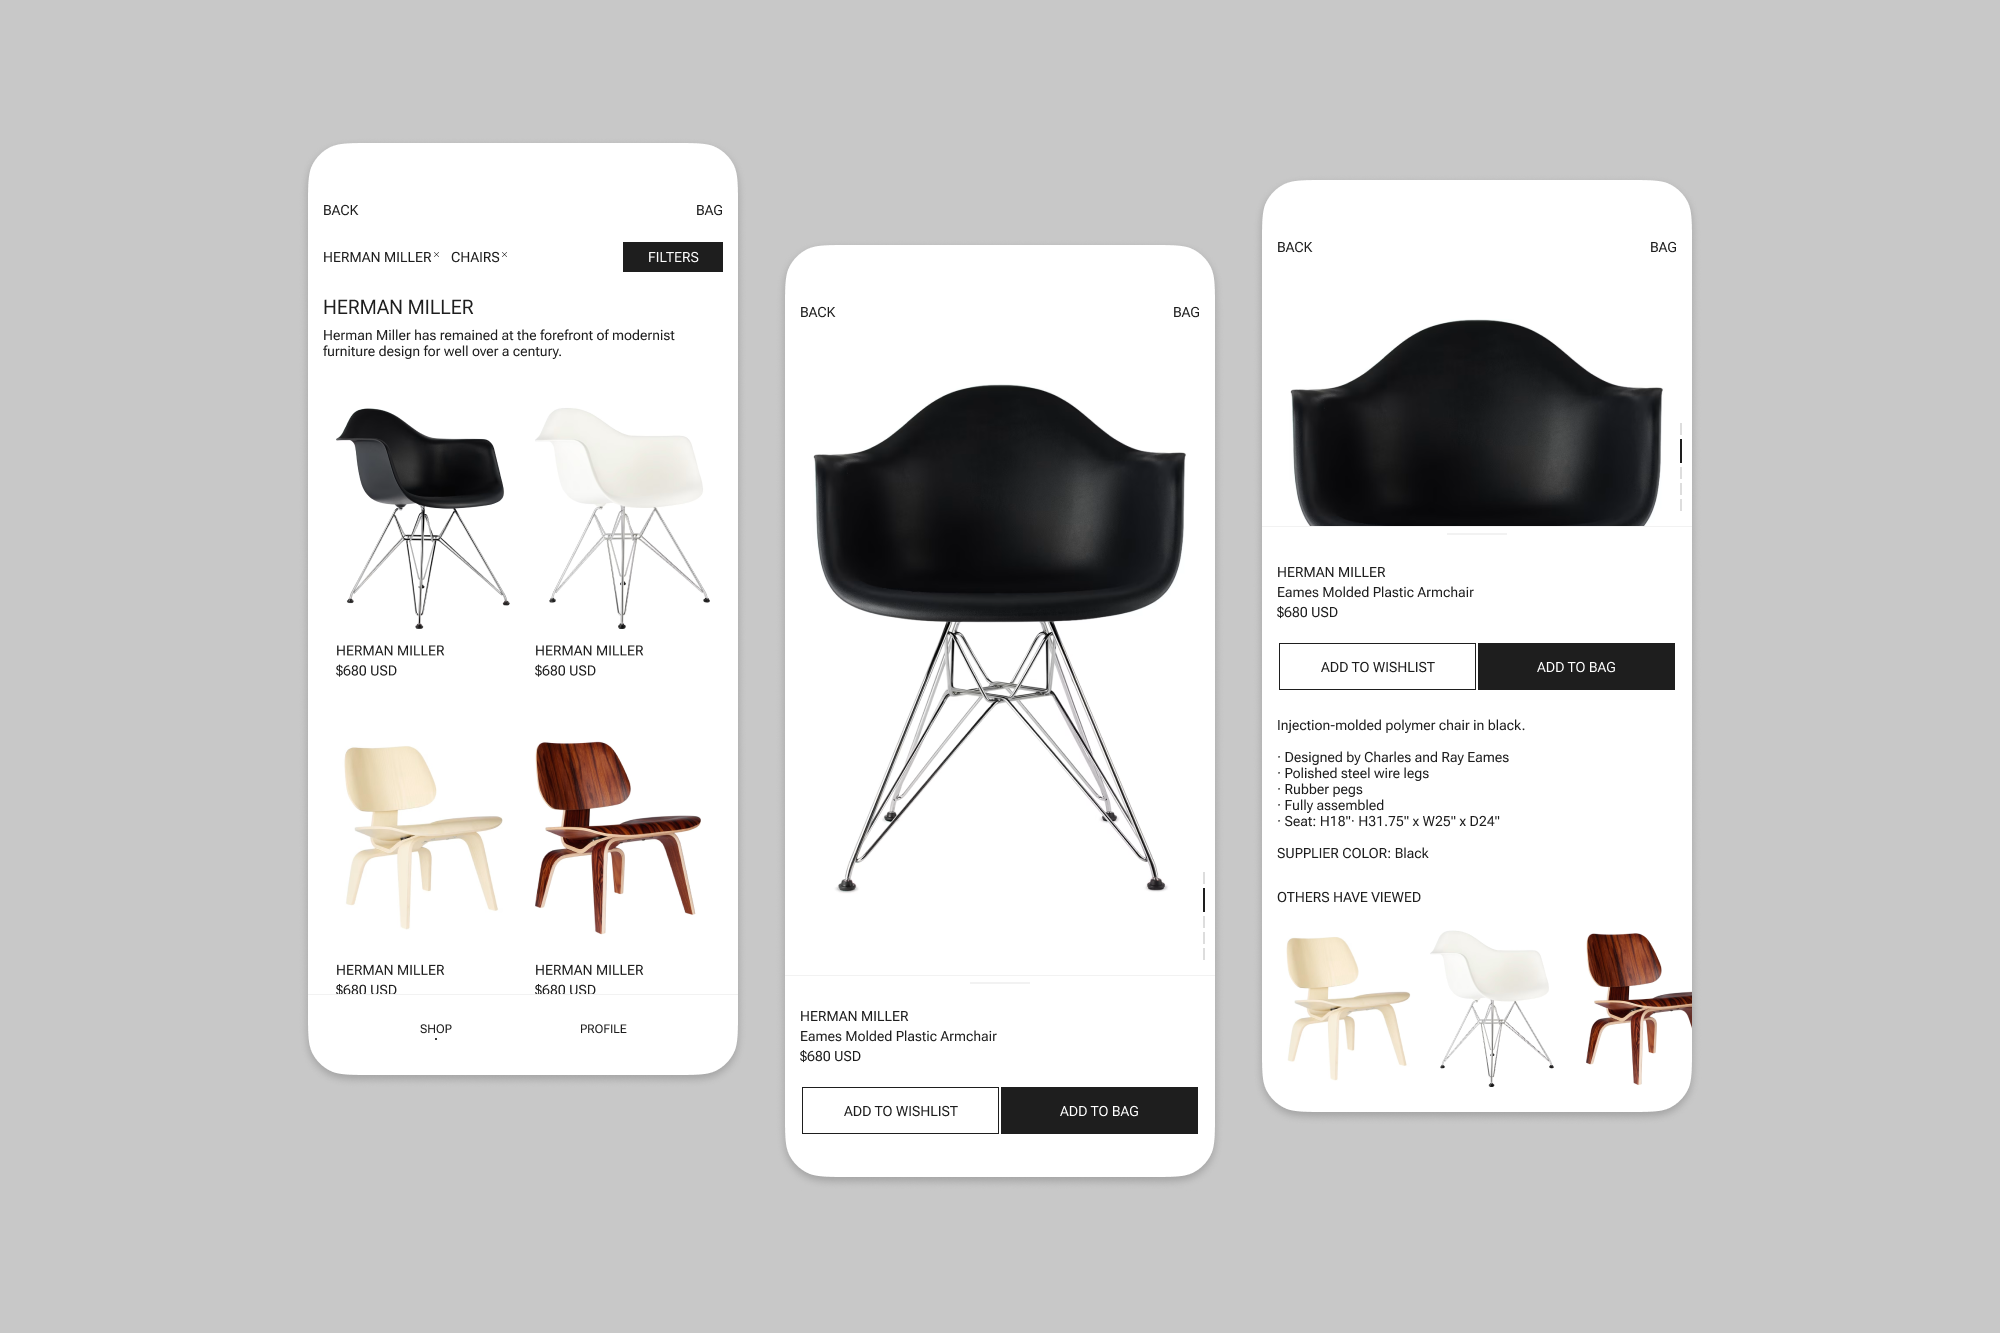 BACK
BAG
HERMAN MILLER× CHAIRS×
FILTERS
HERMAN MILLER
Herman Miller has remained at the forefront of modernist
furniture design for well over a century.
HERMAN MILLER
$680 USD
HERMAN MILLER
$680 USD
HERMAN MILLER
$680 USD
HERMAN MILLER
$680 USD
SHOP
PROFILE
BACK
BAG
HERMAN MILLER
Eames Molded Plastic Armchair
$680 USD
ADD TO WISHLIST
ADD TO BAG
BACK
BAG
HERMAN MILLER
Eames Molded Plastic Armchair
$680 USD
ADD TO WISHLIST
ADD TO BAG
Injection-molded polymer chair in black.
· Designed by Charles and Ray Eames
· Polished steel wire legs
· Rubber pegs
· Fully assembled
· Seat: H18"· H31.75" x W25" x D24"
SUPPLIER COLOR: Black
OTHERS HAVE VIEWED